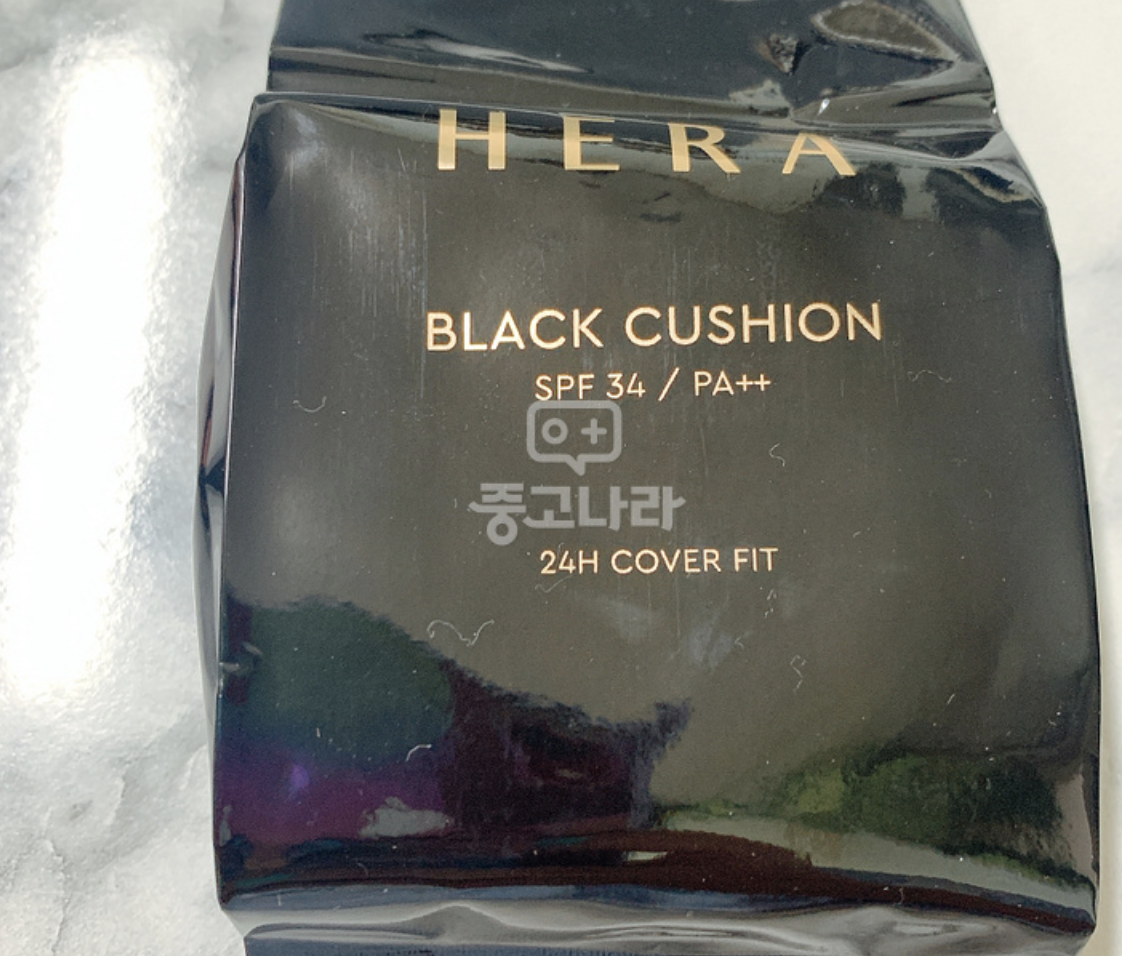 HERA
BLACK CUSHION
SPF 34 / PA++
중고나라
24H COVER FIT